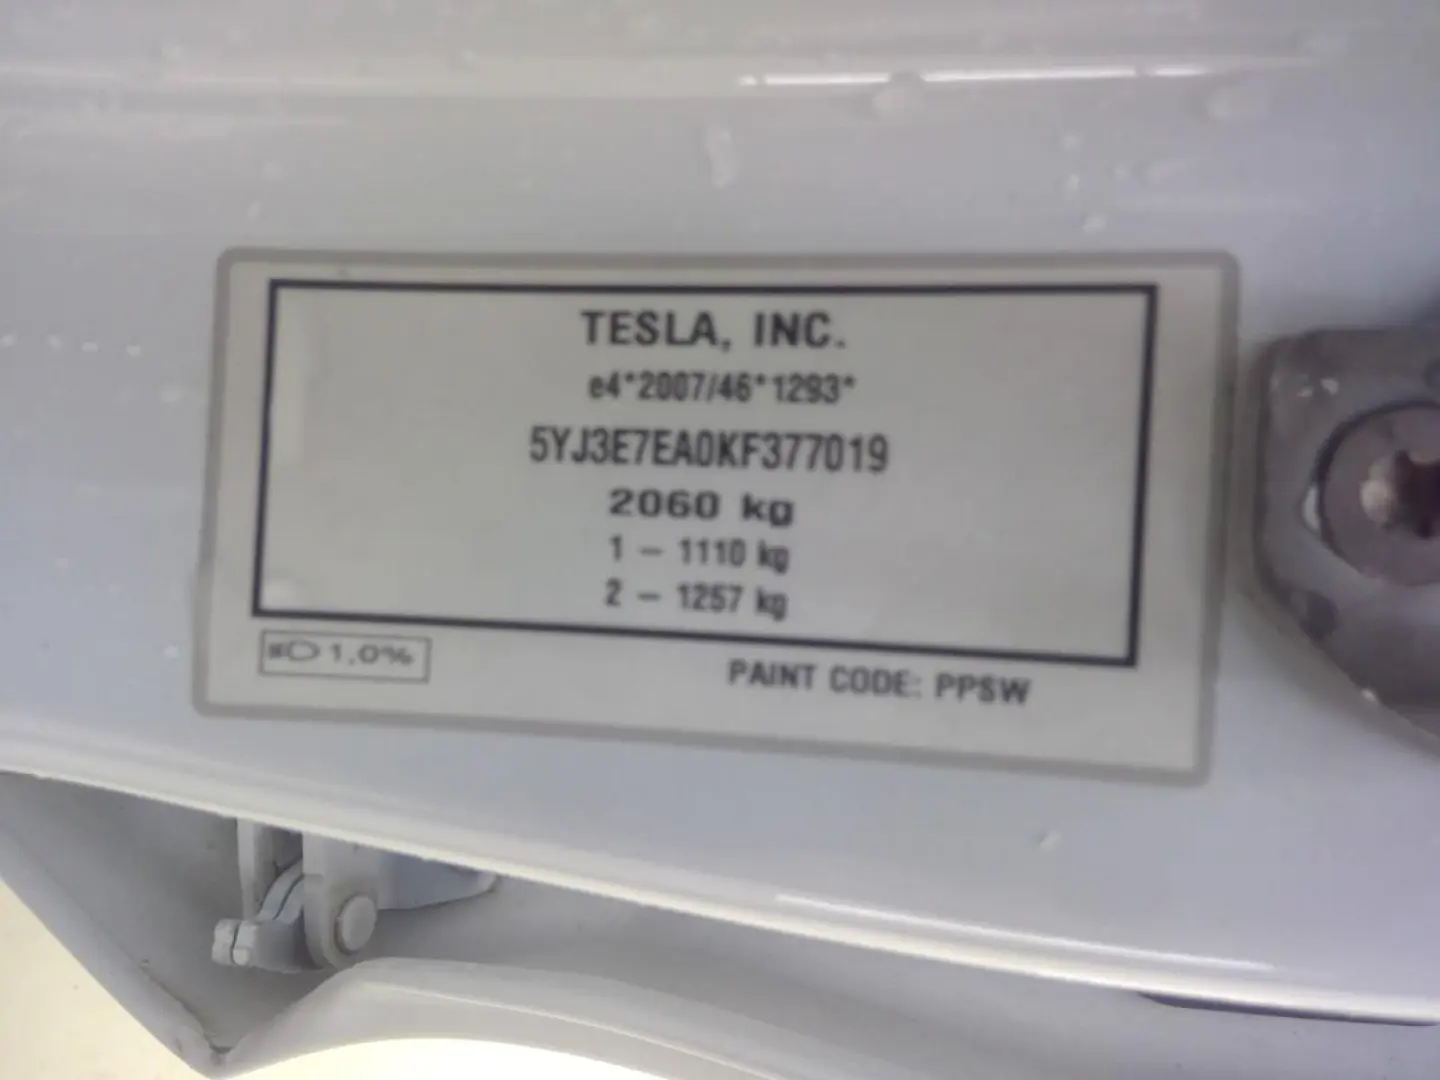 TESLA, INC.
e4*2007/46*1293*
5YJ3E7EA0KF377019
2060 kg
1 – 1110 kg
2 – 1257 kg
1.0%
PAINT CODE: PPSW